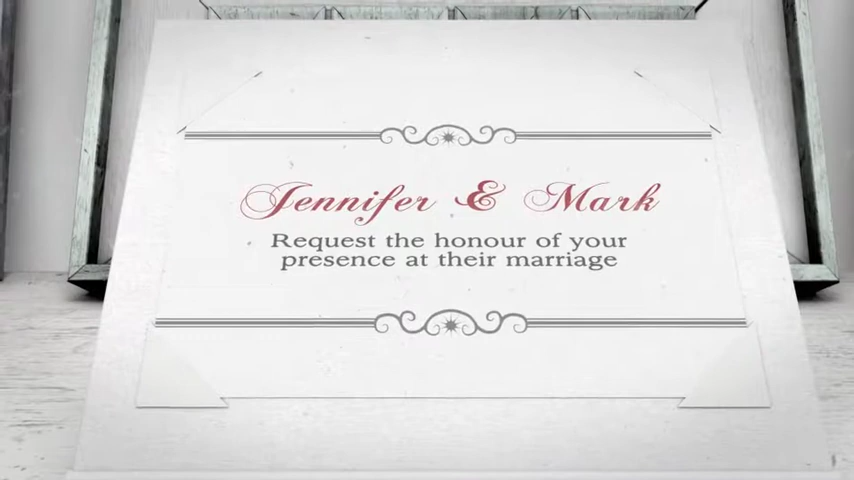 Jennifer & Mark
Request the honour of your
presence at their marriage